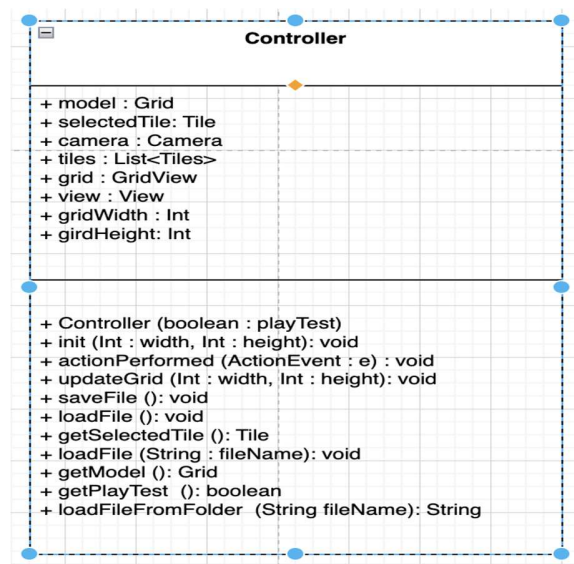 Controller
+ model : Grid
+ selectedTile: Tile
+ camera : Camera
+ tiles : List<Tiles>
+ grid : GridView
+ view : View
+ gridWidth : Int
+ girdHeight: Int
+ Controller (boolean : playTest)
+ init (Int : width, Int : height): void
+ actionPerformed (ActionEvent : e) : void
+ updateGrid (Int : width, Int : height): void
+ saveFile (): void
+ loadFile (): void
+ getSelectedTile (): Tile
+ loadFile (String : fileName): void
+ getModel (): Grid
+ getPlayTest  (): boolean
+ loadFileFromFolder  (String fileName): String